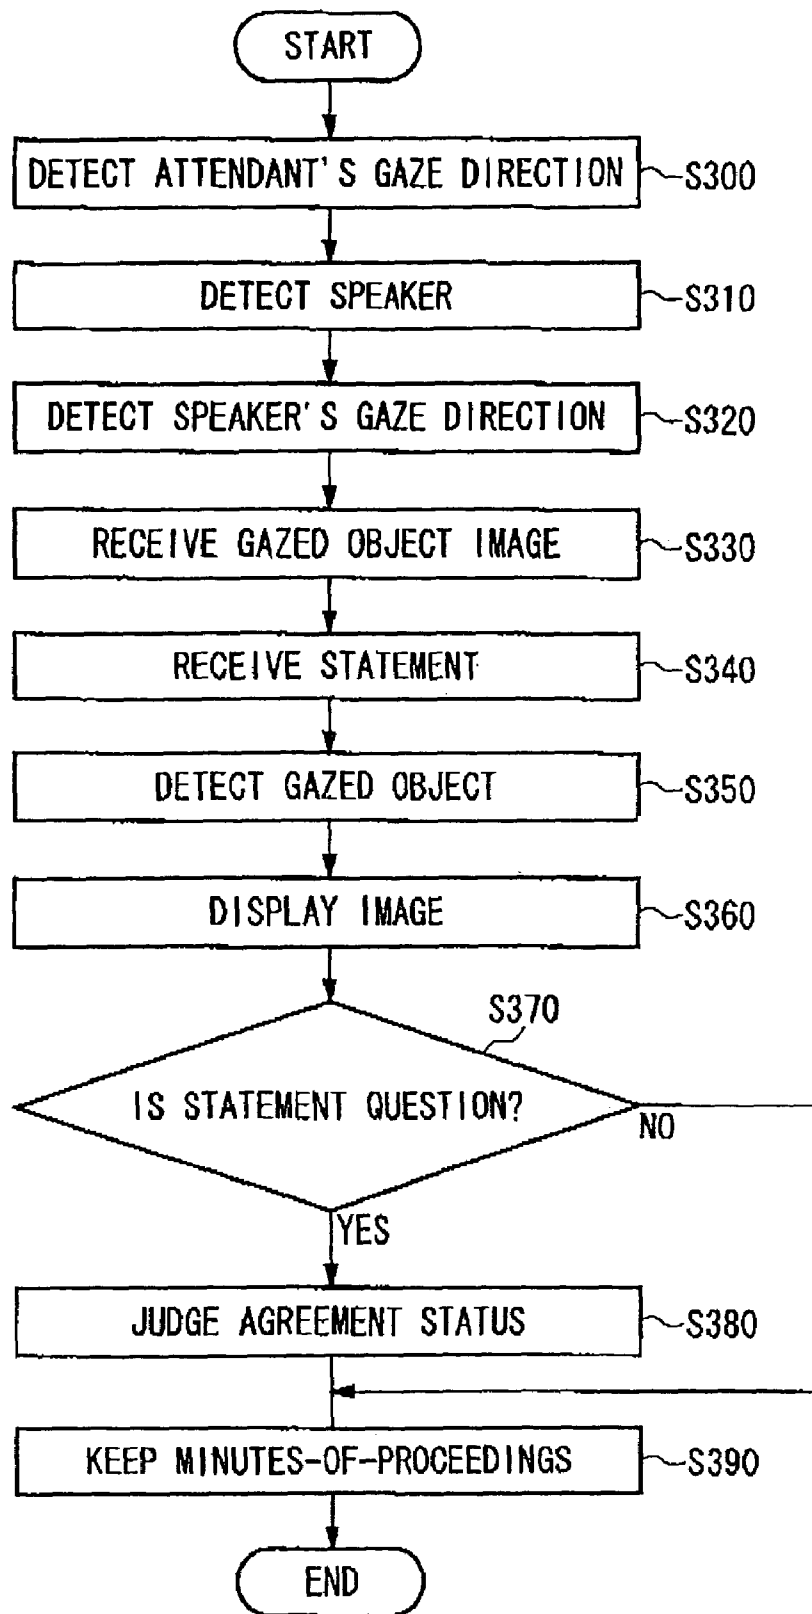 START
DETECT ATTENDANT'S GAZE DIRECTION
S300
DETECT SPEAKER
S310
DETECT SPEAKER'S GAZE DIRECTION
S320
RECEIVE GAZED OBJECT IMAGE
S330
RECEIVE STATEMENT
S340
DETECT GAZED OBJECT
S350
DISPLAY IMAGE
S360
S370
IS STATEMENT QUESTION?
NO
YES
JUDGE AGREEMENT STATUS
S380
KEEP MINUTES-OF-PROCEEDINGS
S390
END